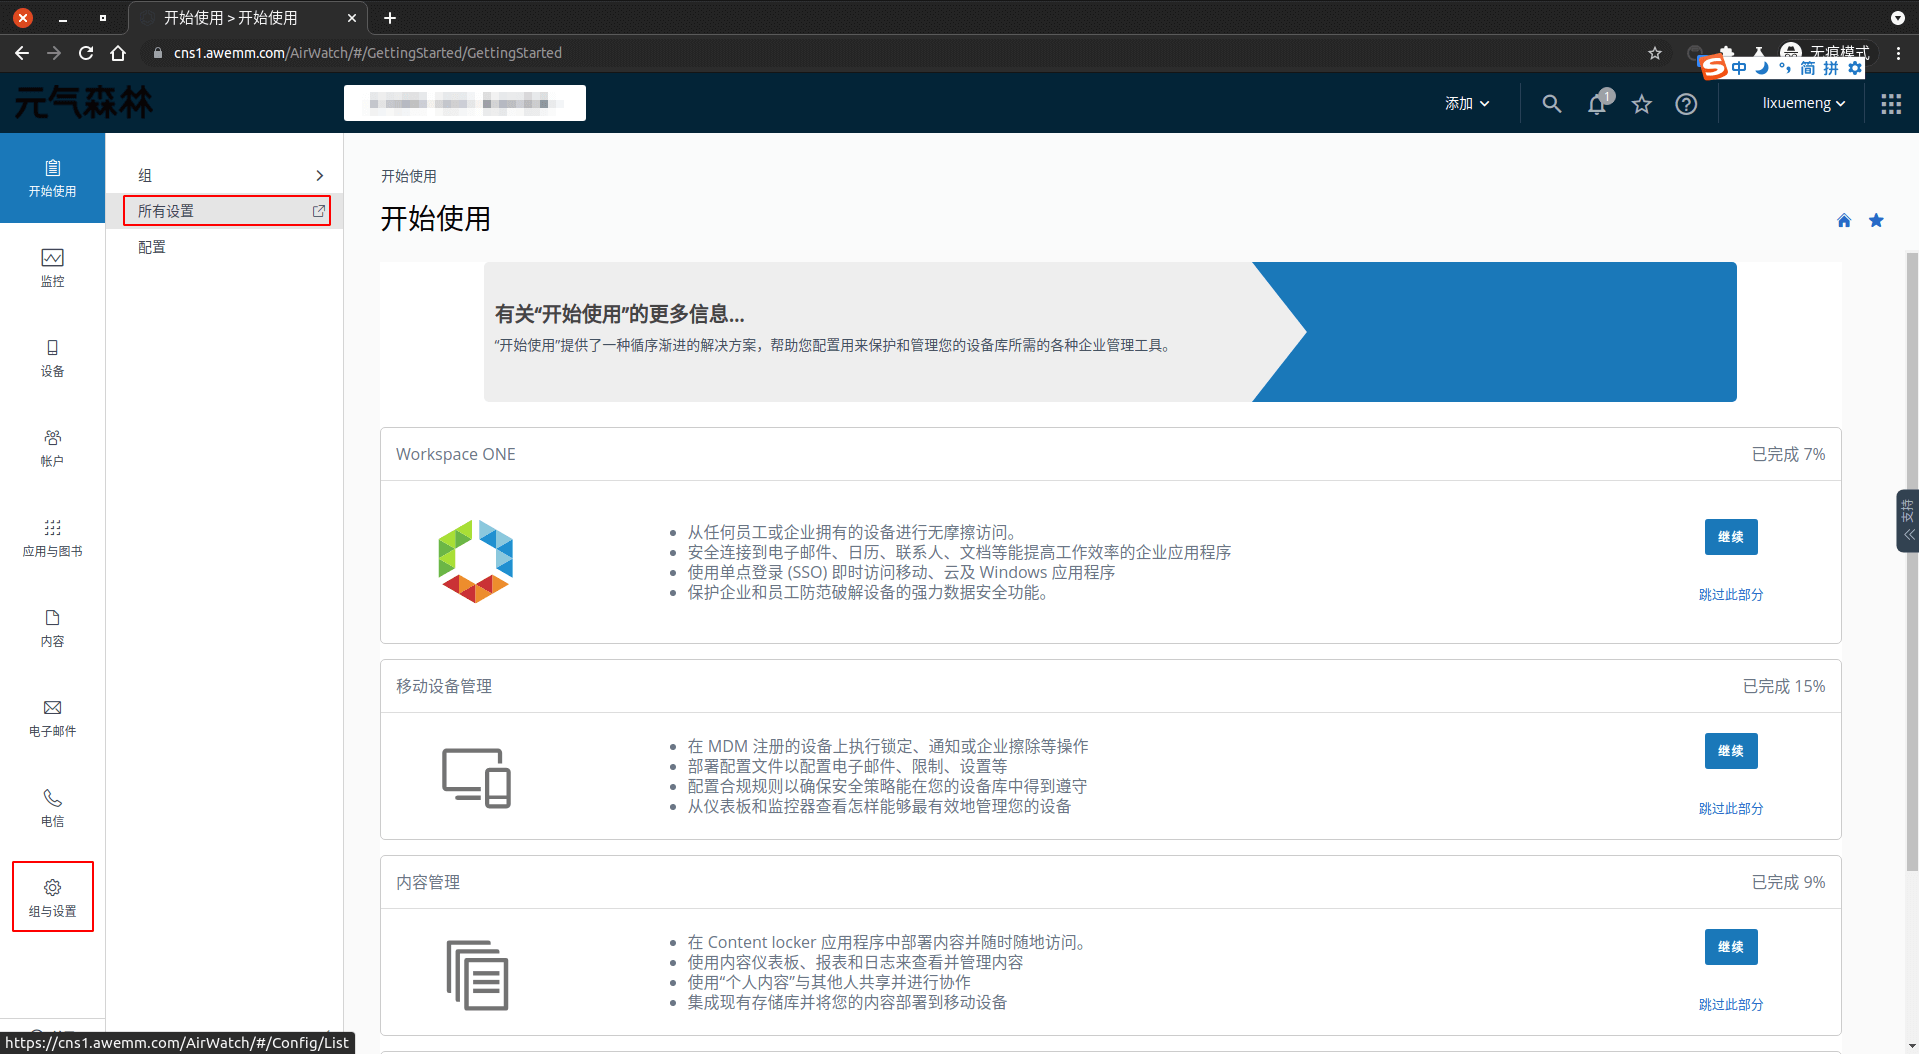 开始使用 > 开始使用
cns1.awemm.com/AirWatch/#/GettingStarted/GettingStarted
无痕模式
中 简 拼
元气森林
添加
1
lixuemeng
开始使用
监控
设备
帐户
应用与图书
内容
电子邮件
电信
组与设置
组
所有设置
配置
开始使用
开始使用
有关“开始使用”的更多信息...
“开始使用”提供了一种循序渐进的解决方案，帮助您配置用来保护和管理您的设备库所需的各种企业管理工具。
Workspace ONE
已完成 7%
从任何员工或企业拥有的设备进行无摩擦访问。
安全连接到电子邮件、日历、联系人、文档等能提高工作效率的企业应用程序
使用单点登录 (SSO) 即时访问移动、云及 Windows 应用程序
保护企业和员工防范破解设备的强力数据安全功能。
继续
跳过此部分
移动设备管理
已完成 15%
在 MDM 注册的设备上执行锁定、通知或企业擦除等操作
部署配置文件以配置电子邮件、限制、设置等
配置合规规则以确保安全策略能在您的设备库中得到遵守
从仪表板和监控器查看怎样能够最有效地管理您的设备
继续
跳过此部分
内容管理
已完成 9%
在 Content locker 应用程序中部署内容并随时随地访问。
使用内容仪表板、报表和日志来查看并管理内容
使用“个人内容”与其他人共享并进行协作
集成现有存储库并将您的内容部署到移动设备
继续
跳过此部分
支持
https://cns1.awemm.com/AirWatch/#/Config/List